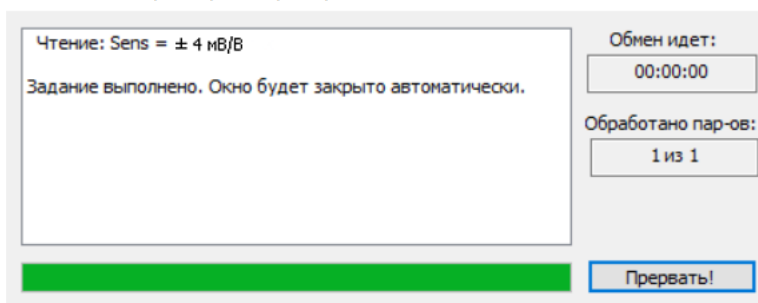 Чтение: Sens = ± 4 мВ/В
Задание выполнено. Окно будет закрыто автоматически.
Обмен идет:
00:00:00
Обработано пар-ов:
1 из 1
Прервать!